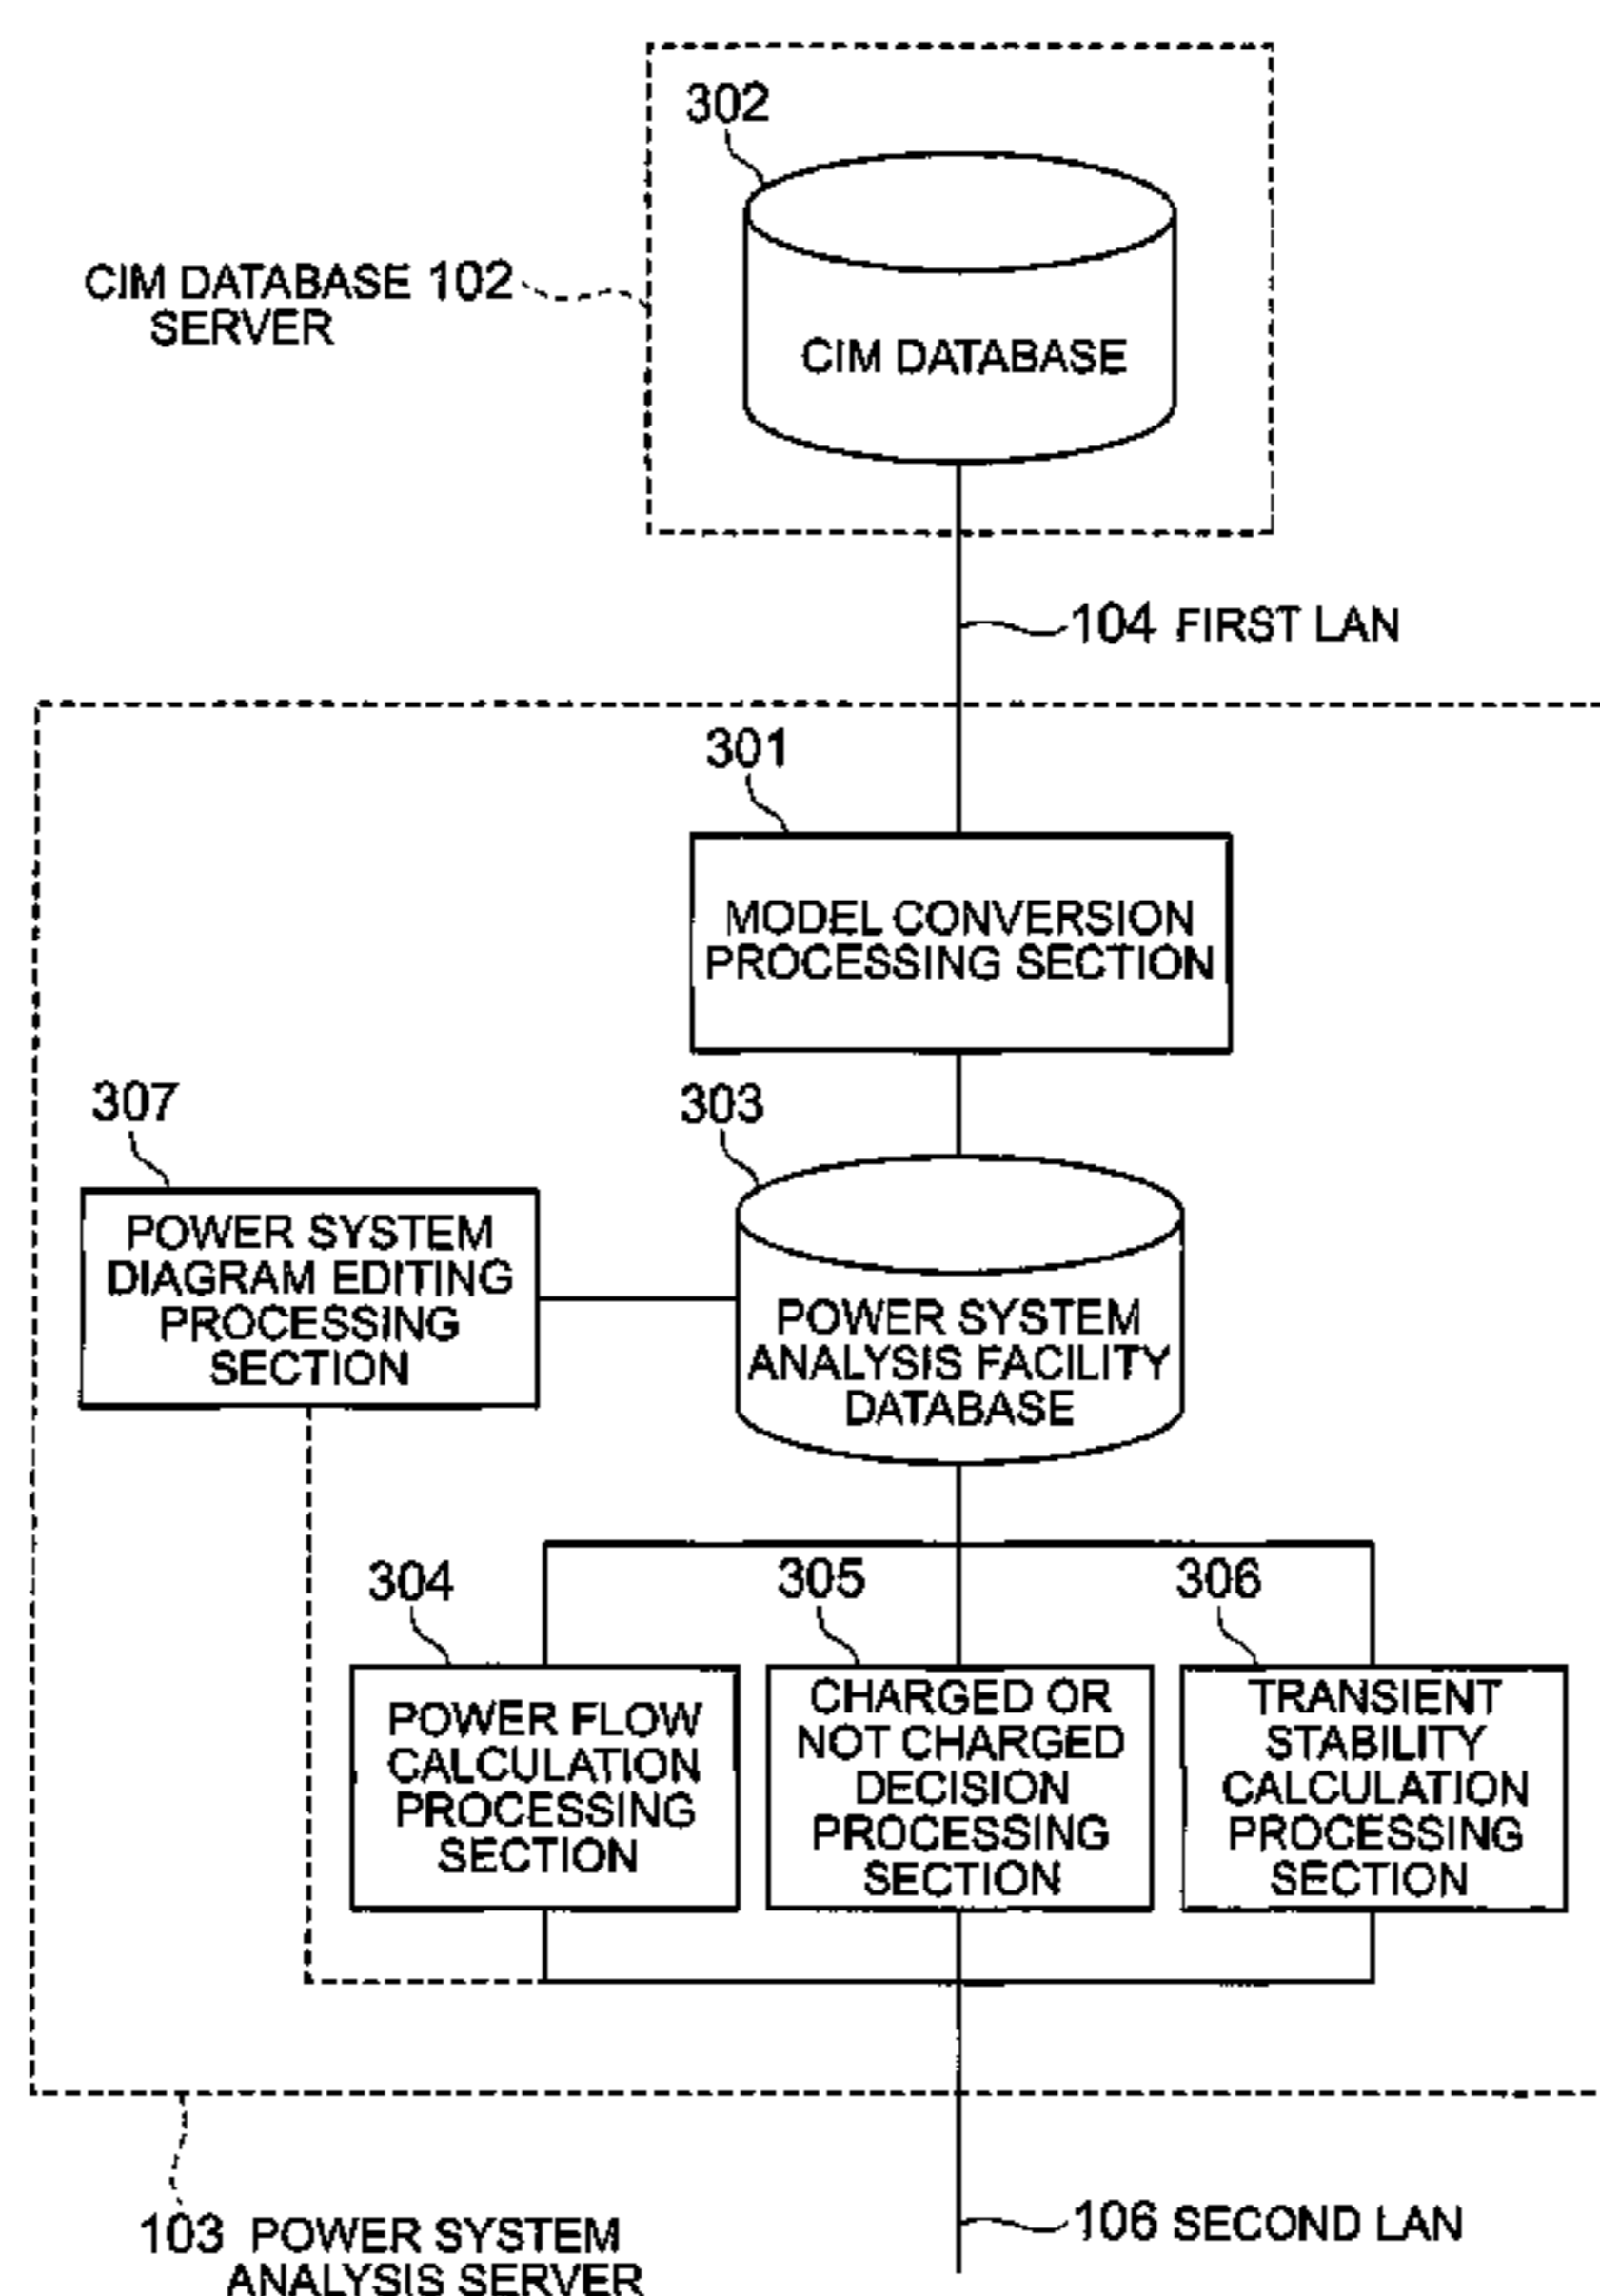 302
CIM DATABASE 102
SERVER
CIM DATABASE
104 FIRST LAN
301
MODEL CONVERSION
PROCESSING SECTION
307
303
POWER SYSTEM
DIAGRAM EDITING
PROCESSING
SECTION
POWER SYSTEM
ANALYSIS FACILITY
DATABASE
304
305
306
POWER FLOW
CALCULATION
PROCESSING
SECTION
CHARGED OR
NOT CHARGED
DECISION
PROCESSING
SECTION
TRANSIENT
STABILITY
CALCULATION
PROCESSING
SECTION
103 POWER SYSTEM
ANALYSIS SERVER
106 SECOND LAN